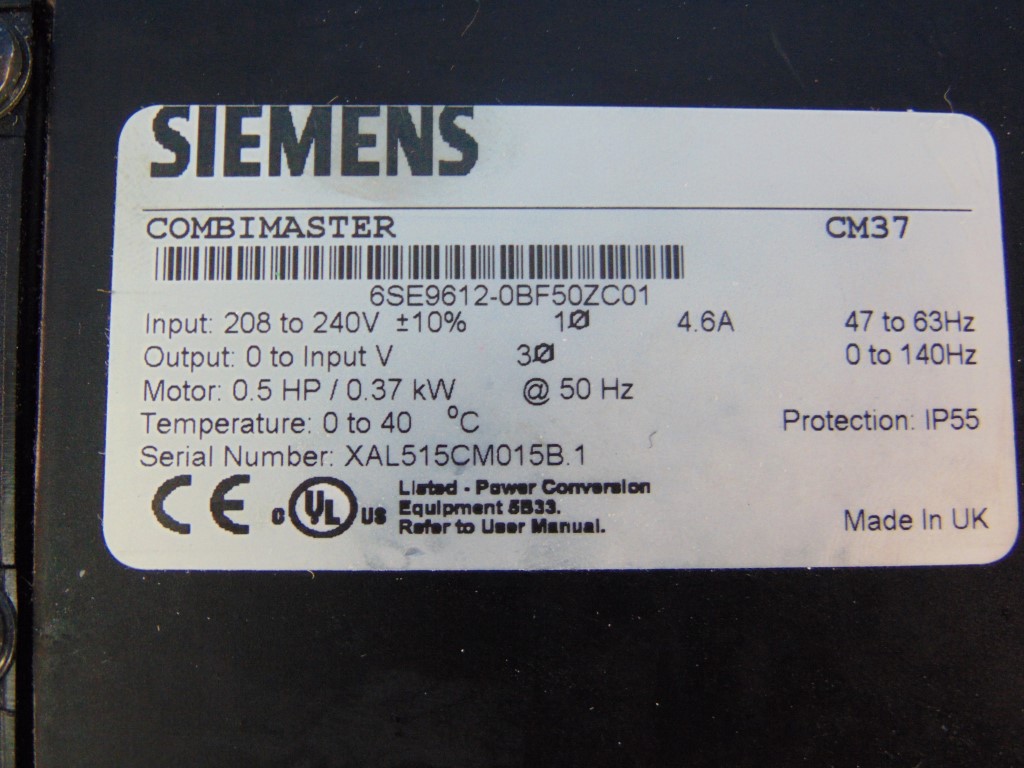 SIEMENS
COMBIMASTER CM37
6SE9612-0BF50ZC01
Input: 208 to 240V ±10% 1Ø 4.6A 47 to 63Hz
Output: 0 to Input V 3Ø 0 to 140Hz
Motor: 0.5 HP / 0.37 kW @ 50 Hz
Temperature: 0 to 40 °C Protection: IP55
Serial Number: XAL515CM015B.1
CE c UL US Listed - Power Conversion
Equipment 5B33.
Refer to User Manual.
Made In UK